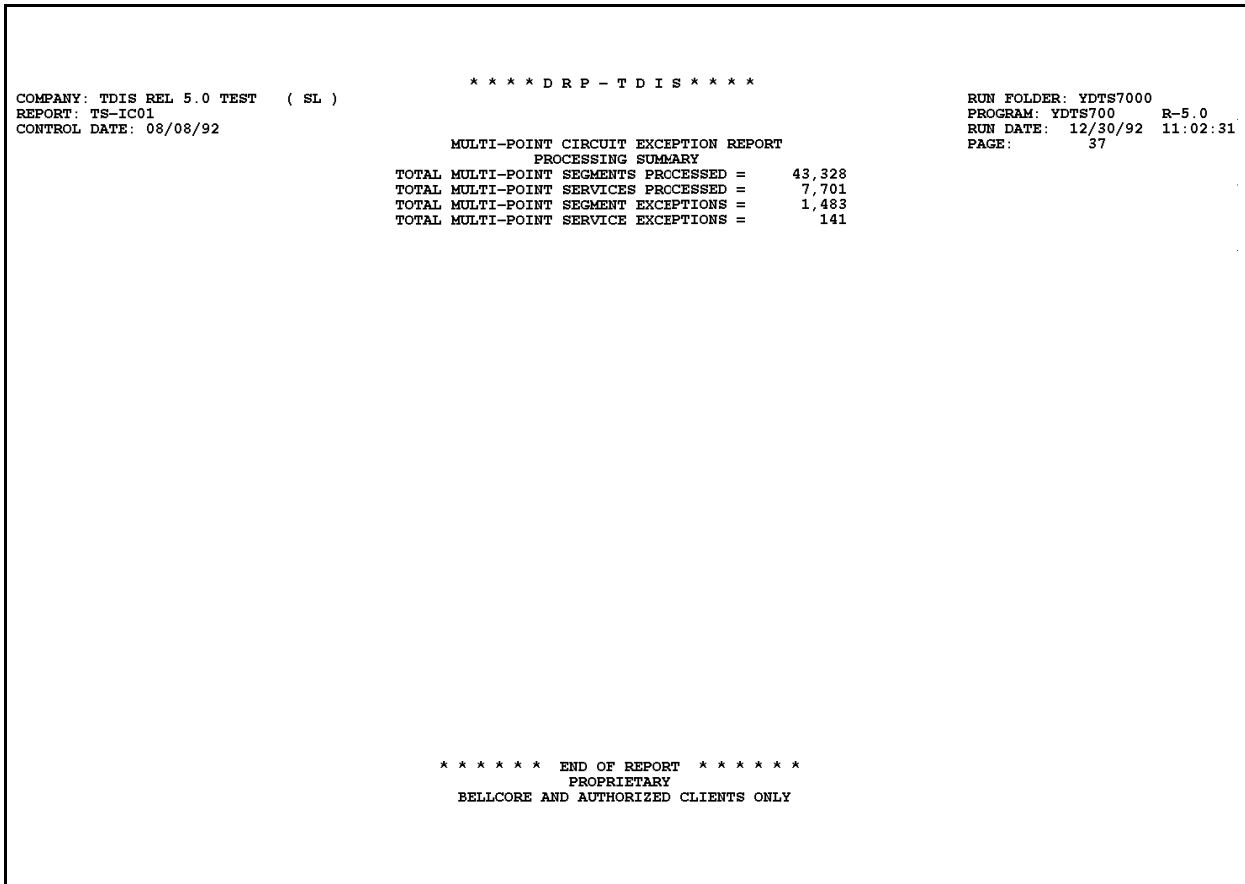 * * * * D R P – T D I S * * * *
COMPANY: TDIS REL 5.0 TEST ( SL )
REPORT: TS–IC01
CONTROL DATE: 08/08/92
RUN FOLDER: YDTS7000
PROGRAM: YDTS700 R–5.0
RUN DATE: 12/30/92 11:02:31
PAGE: 37
MULTI–POINT CIRCUIT EXCEPTION REPORT
PROCESSING SUMMARY
TOTAL MULTI–POINT SEGMENTS PROCESSED = 43,328
TOTAL MULTI–POINT SERVICES PROCESSED = 7,701
TOTAL MULTI–POINT SEGMENT EXCEPTIONS = 1,483
TOTAL MULTI–POINT SERVICE EXCEPTIONS = 141
* * * * * * END OF REPORT * * * * * *
PROPRIETARY
BELLCORE AND AUTHORIZED CLIENTS ONLY